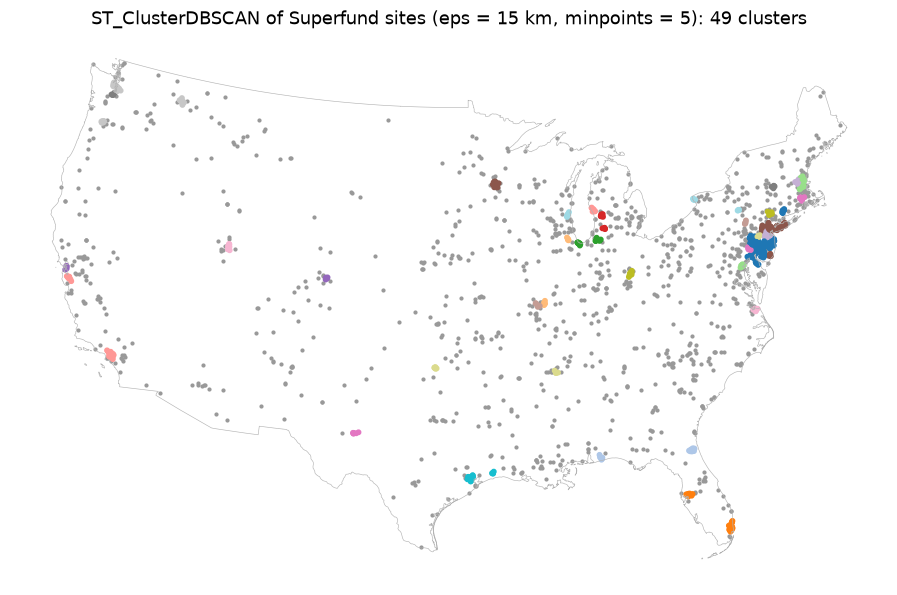 ST_ClusterDBSCAN of Superfund sites (eps = 15 km, minpoints = 5): 49 clusters